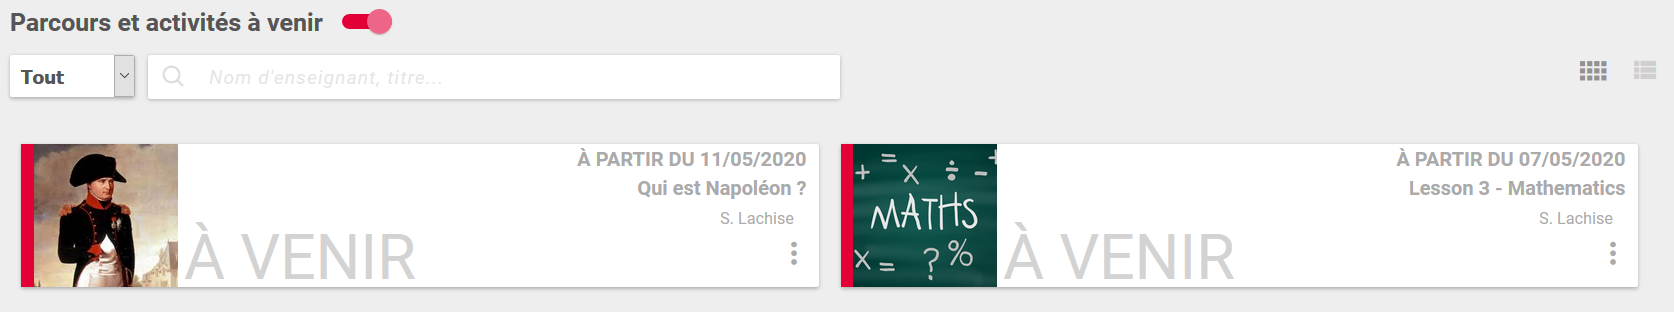 Parcours et activités à venir
Tout
Nom d'enseignant, titre...
À PARTIR DU 11/05/2020
Qui est Napoléon ?
S. Lachise
À VENIR
À PARTIR DU 07/05/2020
Lesson 3 - Mathematics
S. Lachise
À VENIR
+ = x ÷ - +
MATHS
x = ? %